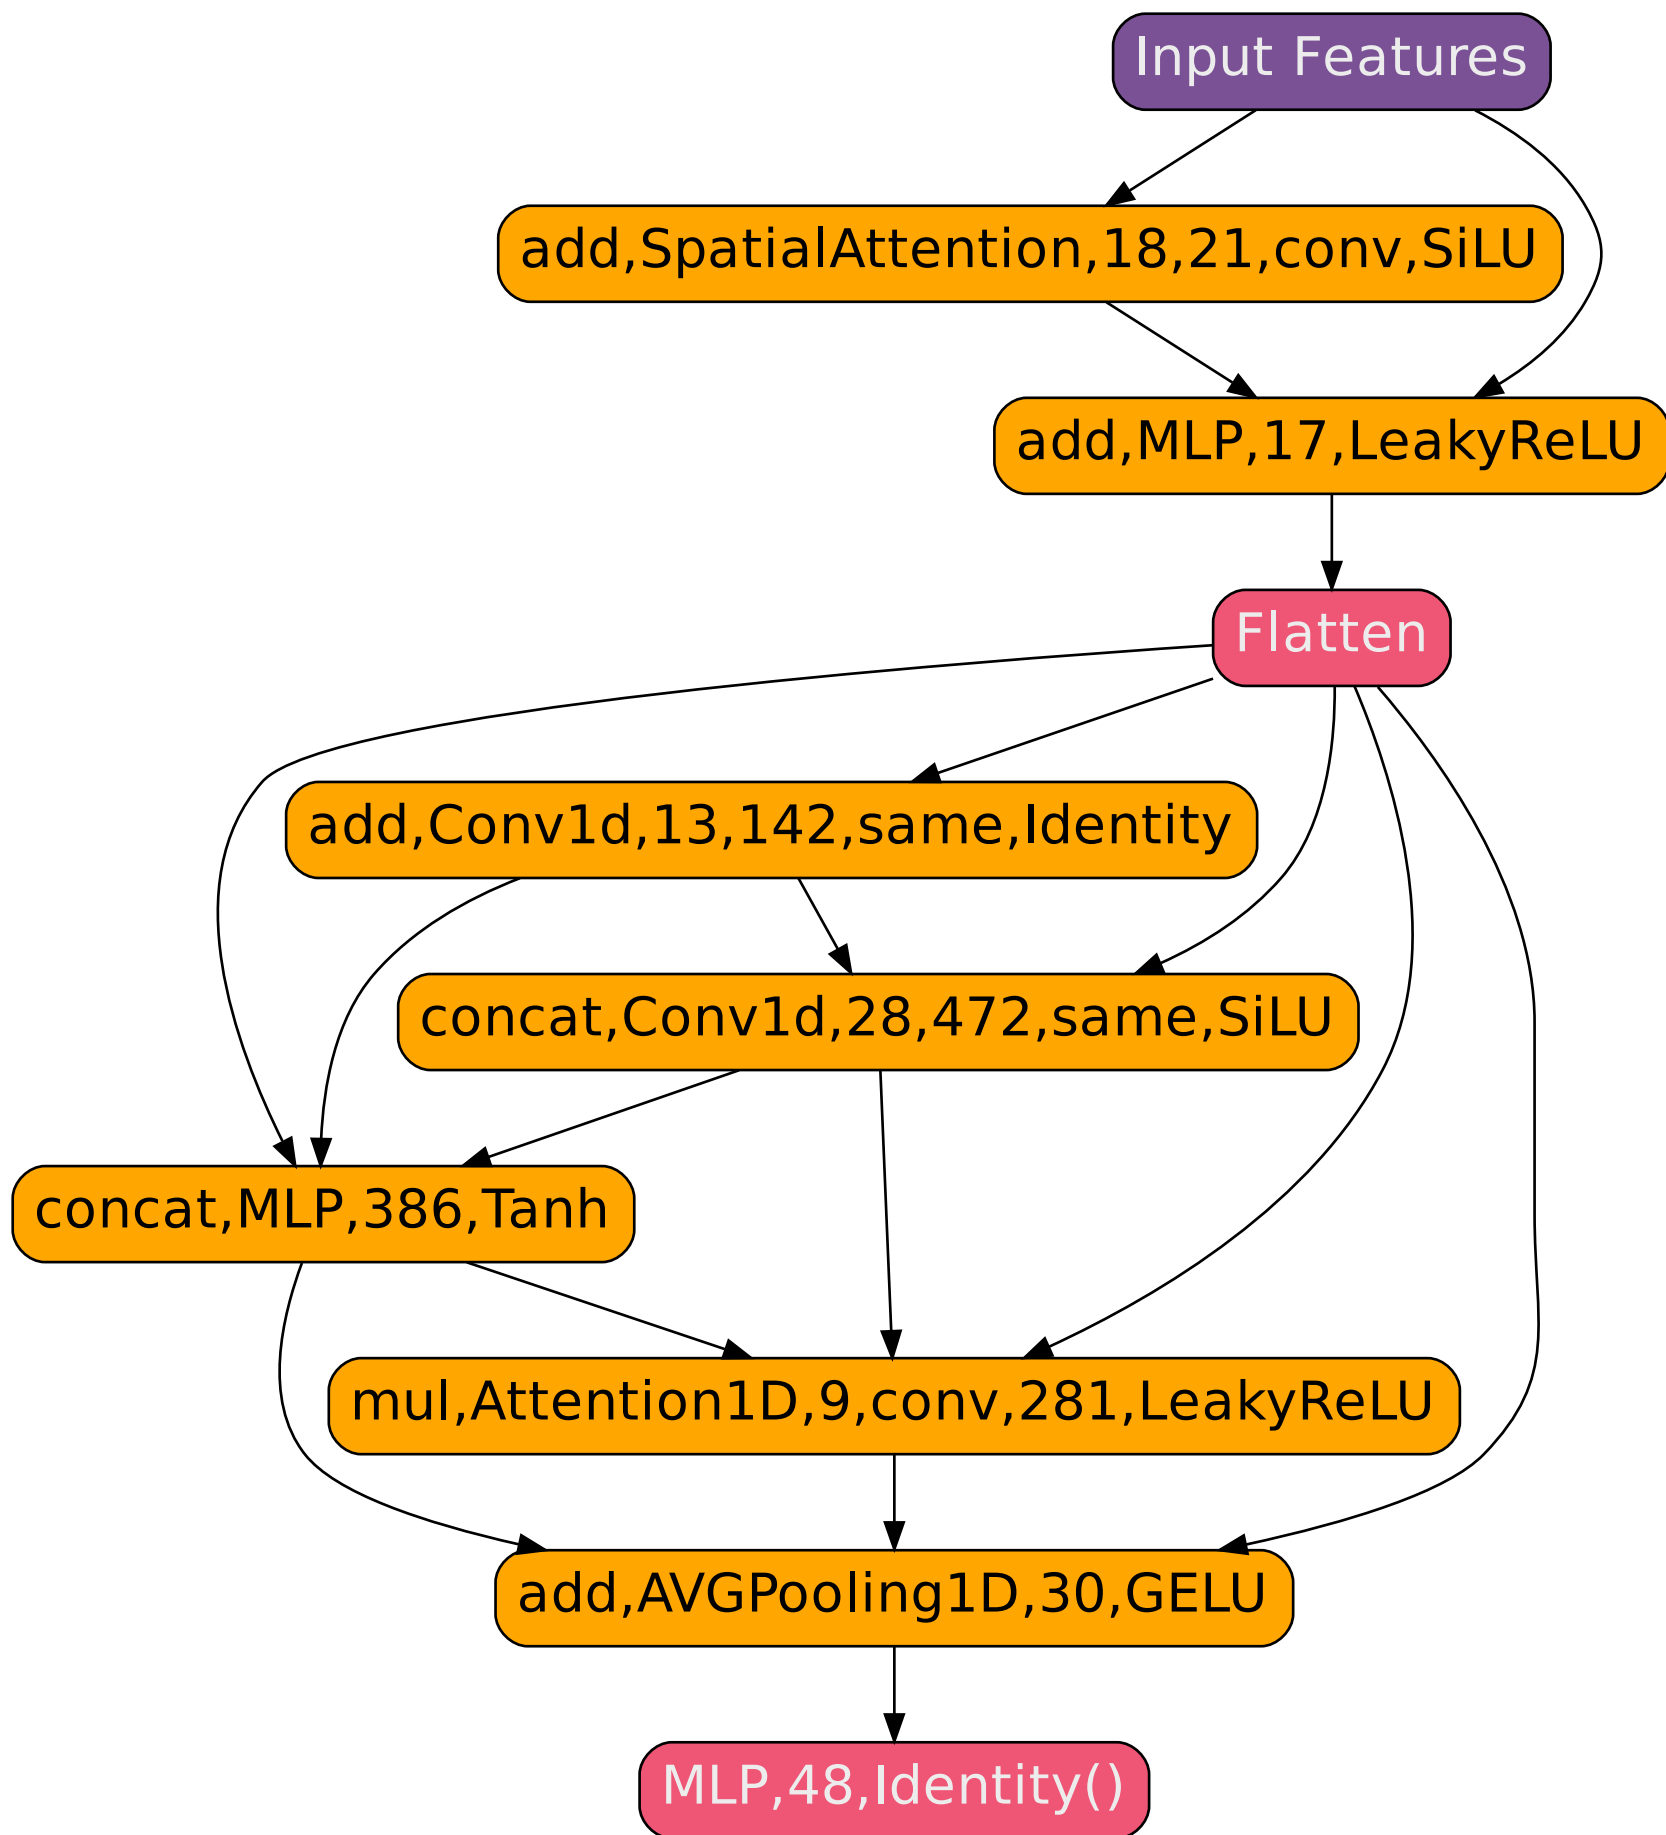 Input Features
add,SpatialAttention,18,21,conv,SiLU
add,MLP,17,LeakyReLU
Flatten
add,Conv1d,13,142,same,Identity
concat,Conv1d,28,472,same,SiLU
concat,MLP,386,Tanh
mul,Attention1D,9,conv,281,LeakyReLU
add,AVGPooling1D,30,GELU
MLP,48,Identity()